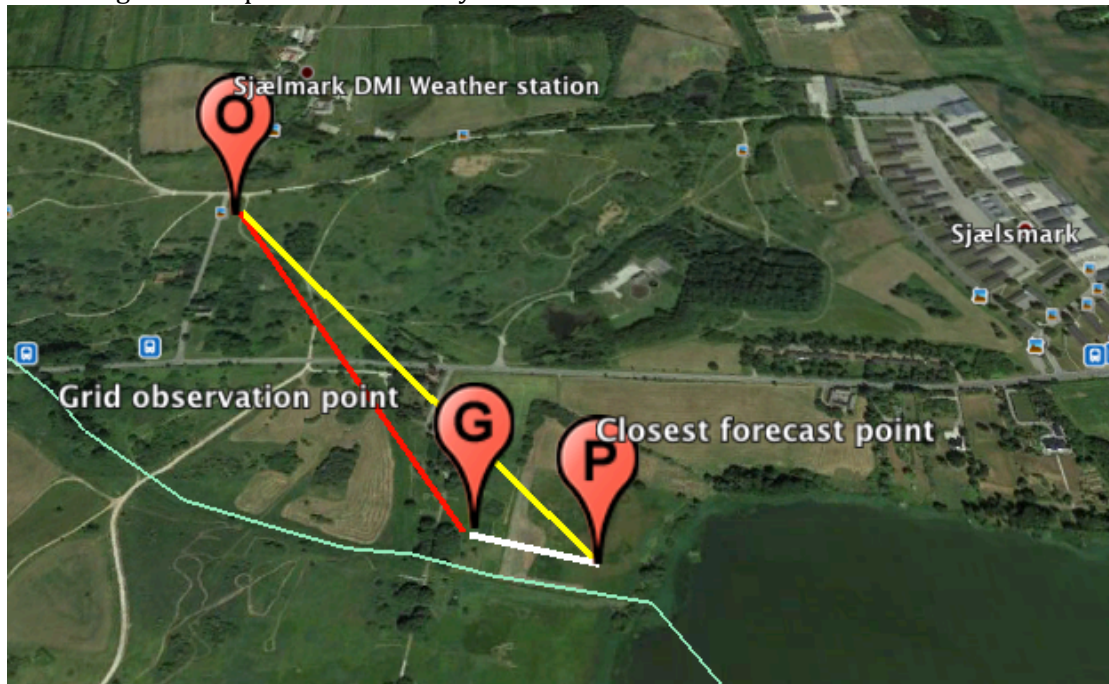 Sjælmark DMI Weather station
O
Sjælsmark
Grid observation point
G
Closest forecast point
P